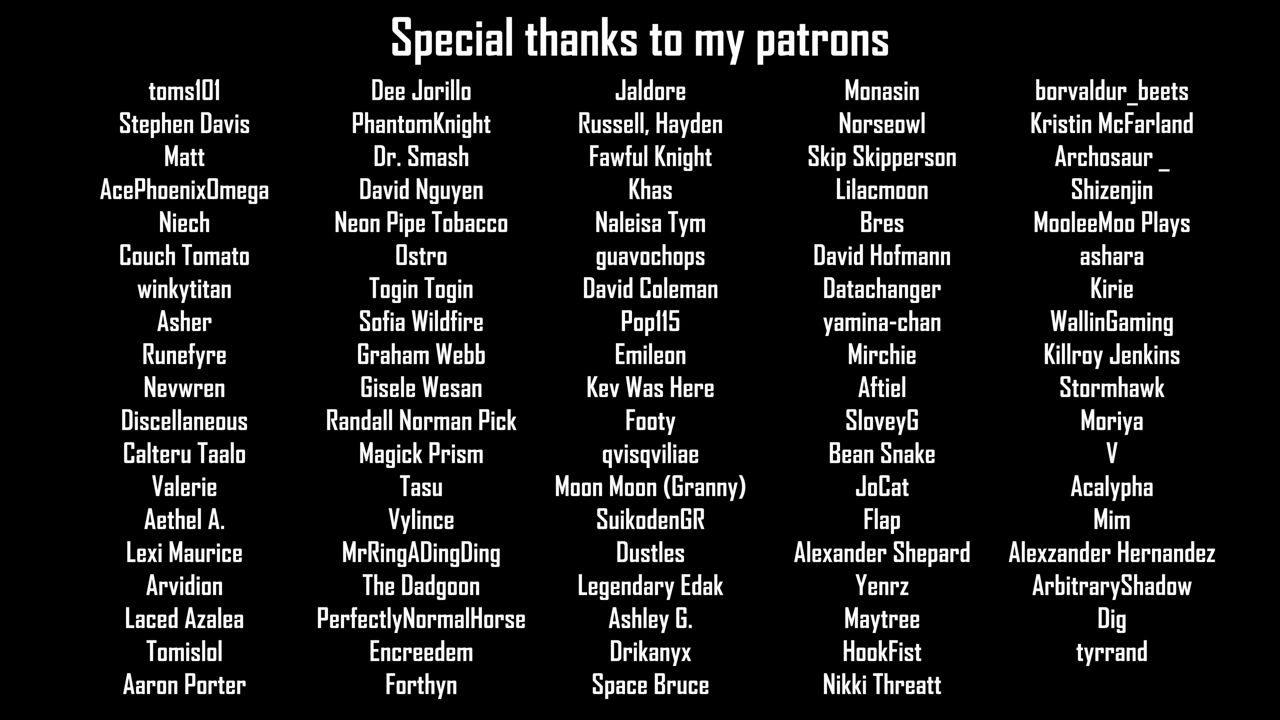 Special thanks to my patrons
toms101
Stephen Davis
Matt
AcePhoenixOmega
Niech
Couch Tomato
winkytitan
Asher
Runefyre
Nevwren
Discellaneous
Calteru Taalo
Valerie
Aethel A.
Lexi Maurice
Arvidion
Laced Azalea
Tomislol
Aaron Porter
Dee Jorillo
PhantomKnight
Dr. Smash
David Nguyen
Neon Pipe Tobacco
Ostro
Togin Togin
Sofia Wildfire
Graham Webb
Gisele Wesan
Randall Norman Pick
Magick Prism
Tasu
Vylince
MrRingADingDing
The Dadgoon
PerfectlyNormalHorse
Encreedem
Forthyn
Jaldore
Russell, Hayden
Fawful Knight
Khas
Naleisa Tym
guavochops
David Coleman
Pop115
Emileon
Kev Was Here
Footy
qvisqviliae
Moon Moon (Granny)
SuikodenGR
Dustles
Legendary Edak
Ashley G.
Drikanyx
Space Bruce
Monasin
Norseowl
Skip Skipperson
Lilacmoon
Bres
David Hofmann
Datachanger
yamina-chan
Mirchie
Aftiel
SloveyG
Bean Snake
JoCat
Flap
Alexander Shepard
Yenrz
Maytree
HookFist
Nikki Threatt
borvaldur_beets
Kristin McFarland
Archosaur _
Shizenjin
MooleeMoo Plays
ashara
Kirie
WallinGaming
Killroy Jenkins
Stormhawk
Moriya
V
Acalypha
Mim
Alexzander Hernandez
ArbitraryShadow
Dig
tyrrand